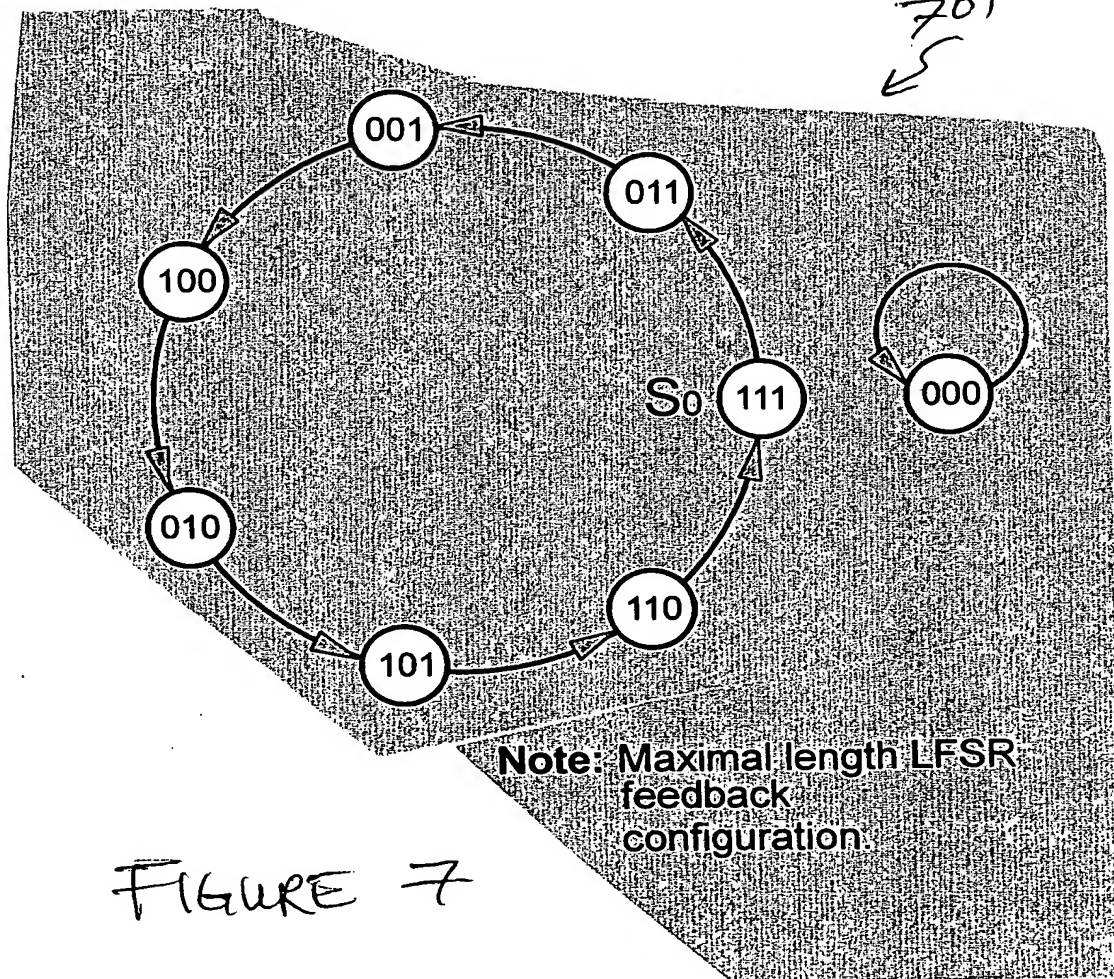 701
001
011
100
S0 111
000
010
110
101
Note: Maximal length LFSR
feedback
configuration.
FIGURE 7